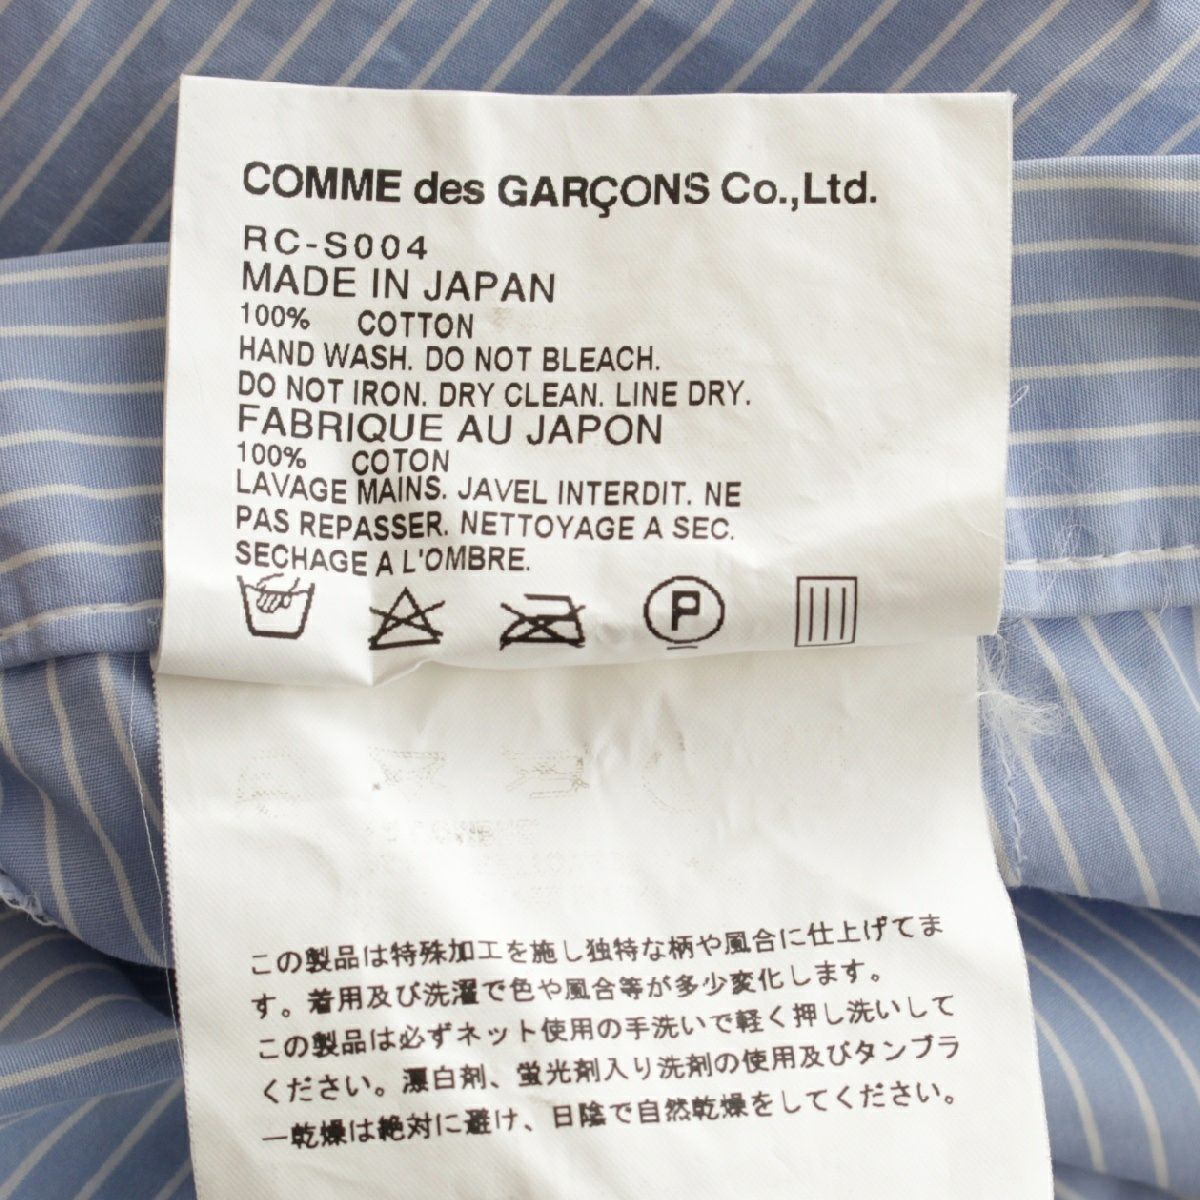 COMME des GARÇONS Co.,Ltd.
RC-S004
MADE IN JAPAN
100% COTTON
HAND WASH. DO NOT BLEACH.
DO NOT IRON. DRY CLEAN. LINE DRY.
FABRIQUE AU JAPON
100% COTON
LAVAGE MAINS. JAVEL INTERDIT. NE
PAS REPASSER. NETTOYAGE A SEC.
SECHAGE A L'OMBRE.
P
この製品は特殊加工を施し独特な柄や風合に仕上げてま
す。着用及び洗濯で色や風合等が多少変化します。
この製品は必ずネット使用の手洗いで軽く押し洗いして
ください。漂白剤、蛍光剤入り洗剤の使用及びタンブラ
ー乾燥は絶対に避け、日陰で自然乾燥をしてください。